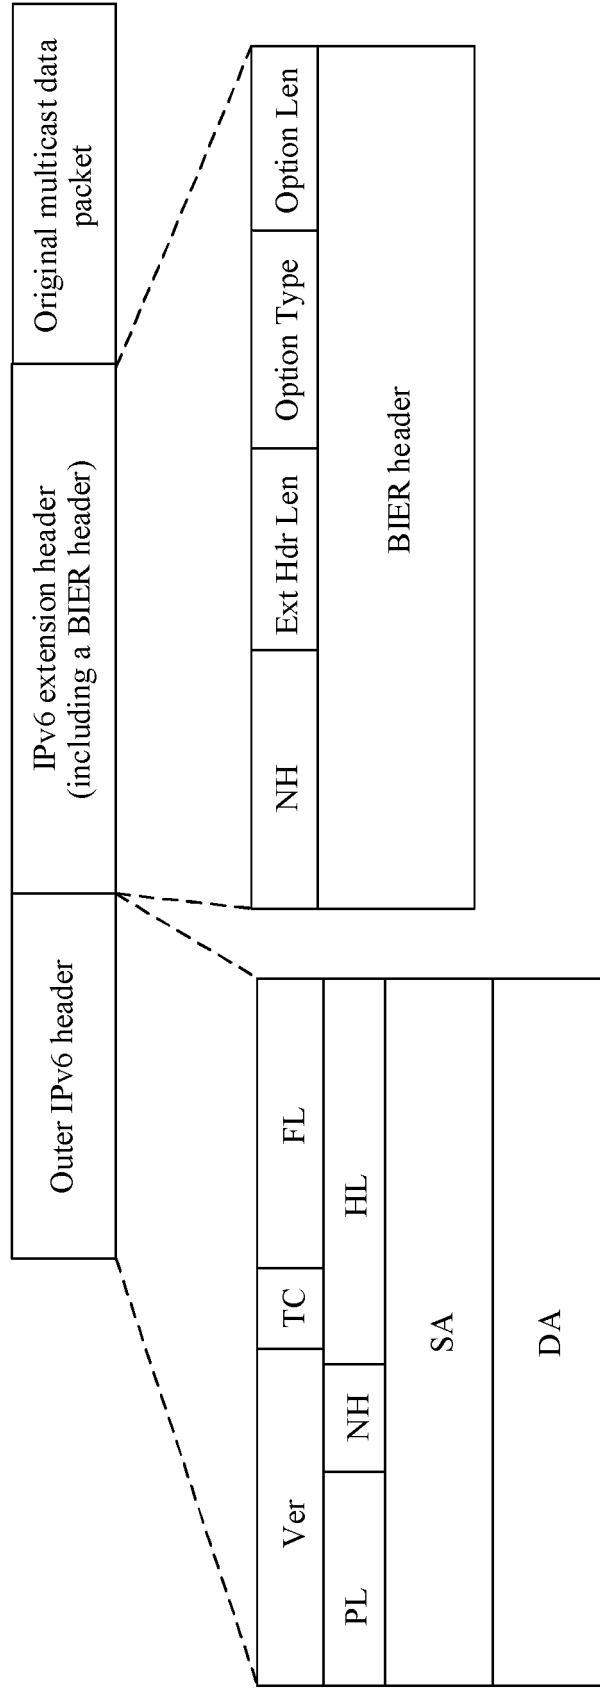 Outer IPv6 header
IPv6 extension header
(including a BIER header)
Original multicast data
packet
Ver
TC
FL
PL
NH
HL
SA
DA
NH
Ext Hdr Len
Option Type
Option Len
BIER header